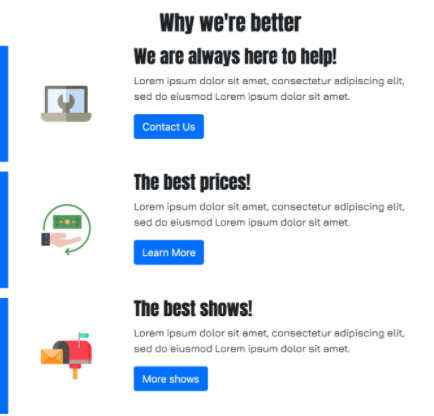 Why we're better
We are always here to help!
Lorem ipsum dolor sit amet, consectetur adipiscing elit,
sed do eiusmod Lorem ipsum dolor sit amet.
Contact Us
The best prices!
Lorem ipsum dolor sit amet, consectetur adipiscing elit,
sed do eiusmod Lorem ipsum dolor sit amet.
Learn More
The best shows!
Lorem ipsum dolor sit amet, consectetur adipiscing elit,
sed do eiusmod Lorem ipsum dolor sit amet.
More shows